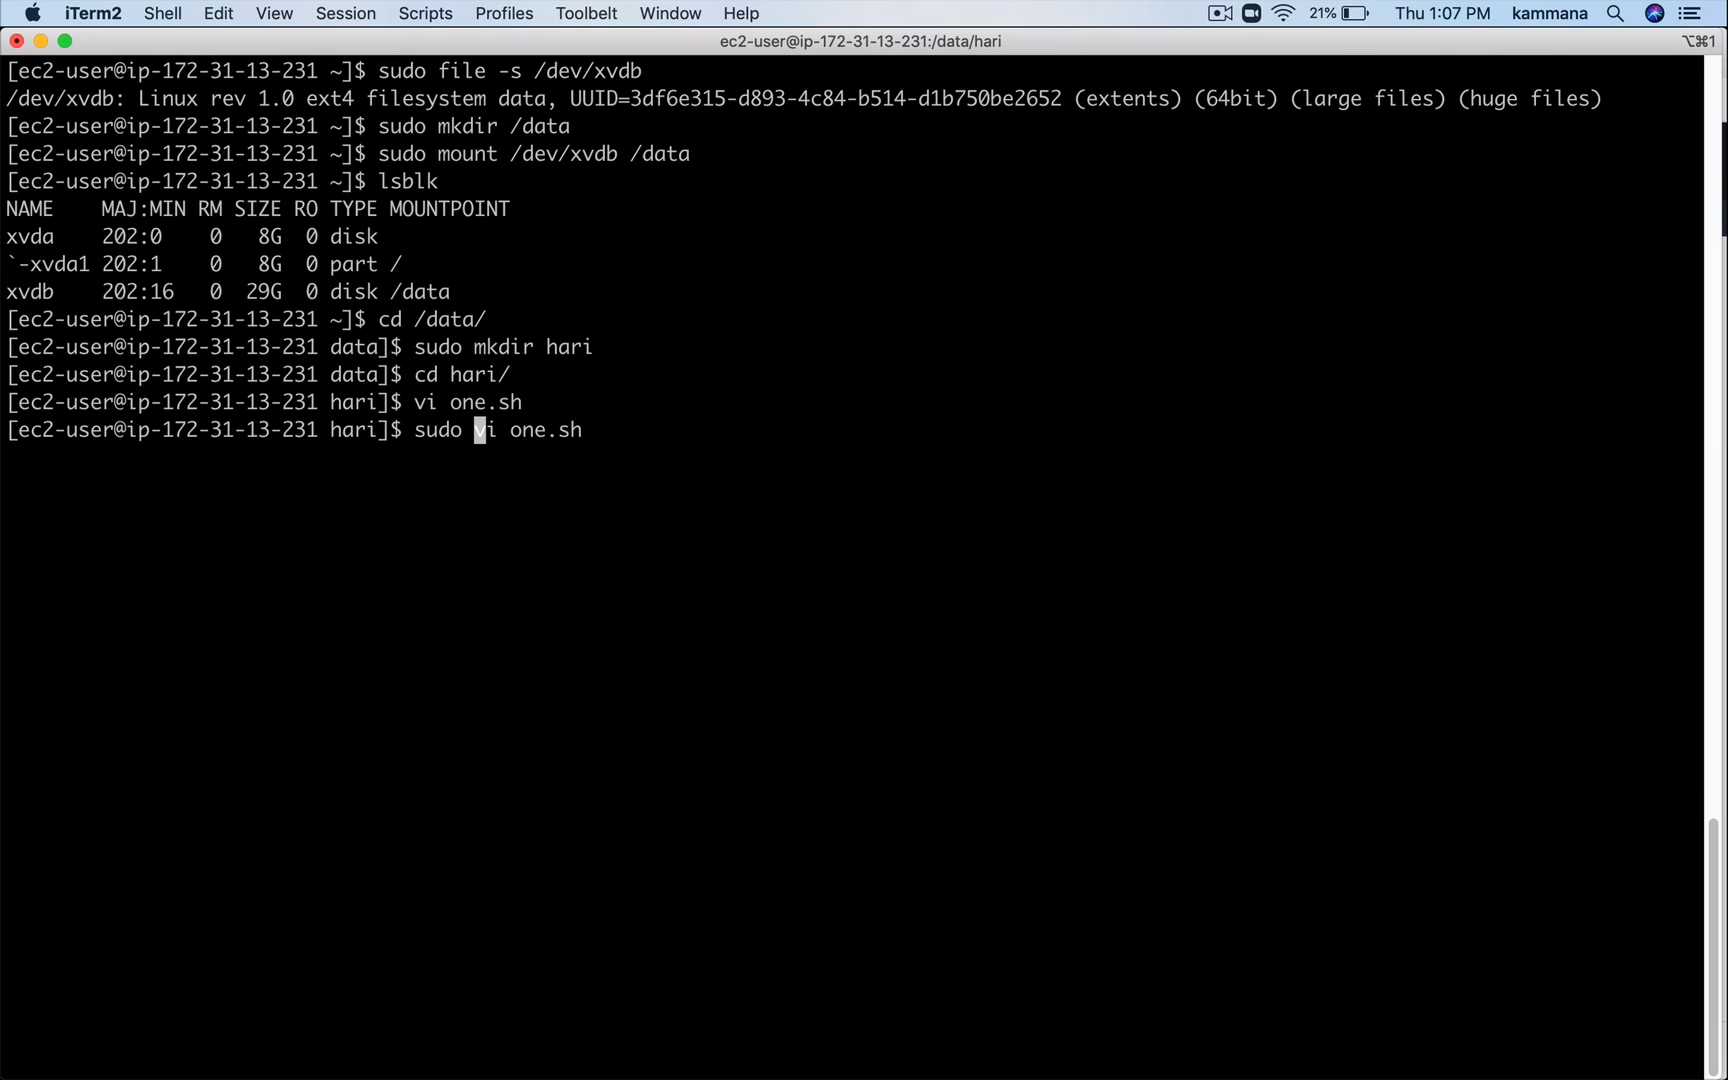 iTerm2 Shell Edit View Session Scripts Profiles Toolbelt Window Help 21% Thu 1:07 PM kammana
ec2-user@ip-172-31-13-231:/data/hari ⌥⌘1
[ec2-user@ip-172-31-13-231 ~]$ sudo file -s /dev/xvdb
/dev/xvdb: Linux rev 1.0 ext4 filesystem data, UUID=3df6e315-d893-4c84-b514-d1b750be2652 (extents) (64bit) (large files) (huge files)
[ec2-user@ip-172-31-13-231 ~]$ sudo mkdir /data
[ec2-user@ip-172-31-13-231 ~]$ sudo mount /dev/xvdb /data
[ec2-user@ip-172-31-13-231 ~]$ lsblk
NAME    MAJ:MIN RM SIZE RO TYPE MOUNTPOINT
xvda    202:0    0   8G  0 disk
`-xvda1 202:1    0   8G  0 part /
xvdb    202:16   0  29G  0 disk /data
[ec2-user@ip-172-31-13-231 ~]$ cd /data/
[ec2-user@ip-172-31-13-231 data]$ sudo mkdir hari
[ec2-user@ip-172-31-13-231 data]$ cd hari/
[ec2-user@ip-172-31-13-231 hari]$ vi one.sh
[ec2-user@ip-172-31-13-231 hari]$ sudo vi one.sh